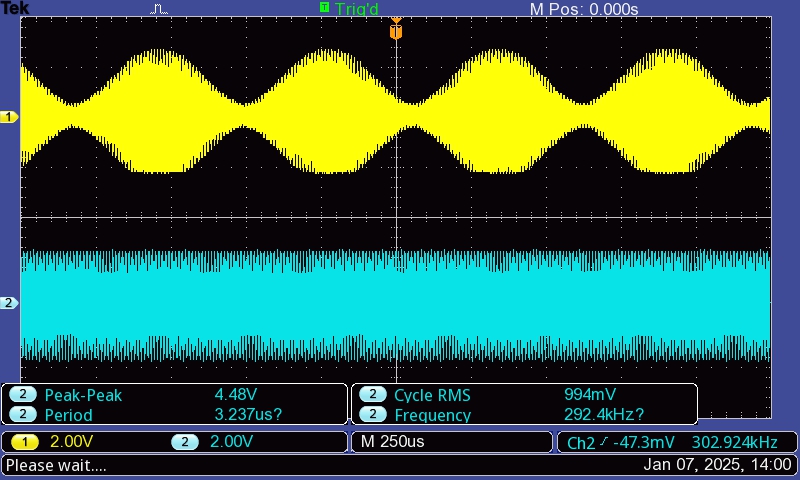 Tek T Trig'd M Pos: 0.000s
T
1
2
2 Peak-Peak 4.48V 2 Cycle RMS 994mV
2 Period 3.237us? 2 Frequency 292.4kHz?
1 2.00V 2 2.00V M 250us Ch2 -47.3mV 302.924kHz
Please wait.... Jan 07, 2025, 14:00